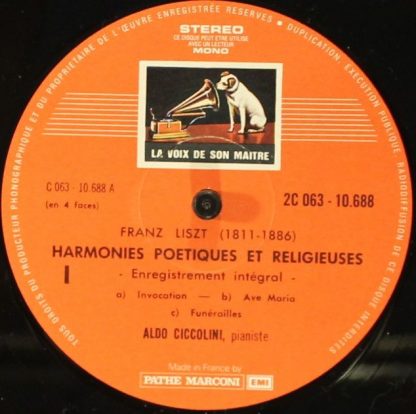 TOUS DROITS DU PRODUCTEUR PHONOGRAPHIQUE ET DU PROPRIETAIRE DE L'ŒUVRE ENREGISTRÉE RESERVES • DUPLICATION EXECUTION PUBLIQUE RADIODIFFUSION DE CE DISQUE INTERDITES
STEREO
CE DISQUE PEUT ETRE UTILISE
AVEC UN LECTEUR
MONO
LA VOIX DE SON MAITRE
C 063 - 10.688 A
(en 4 faces)
2C 063 - 10.688
FRANZ LISZT (1811-1886)
HARMONIES POETIQUES ET RELIGIEUSES
I
- Enregistrement intégral -
a) Invocation — b) Ave Maria
c) Funérailles
ALDO CICCOLINI, pianiste
Made in France by
PATHE MARCONI EMI